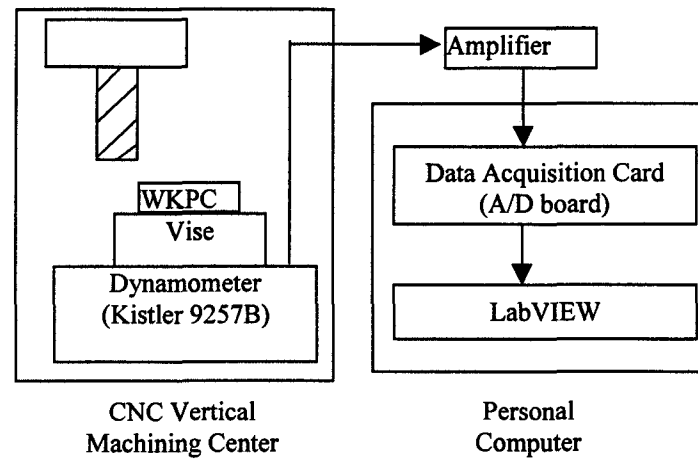 Amplifier
Data Acquisition Card
(A/D board)
WKPC
Vise
Dynamometer
(Kistler 9257B)
LabVIEW
CNC Vertical
Machining Center
Personal
Computer